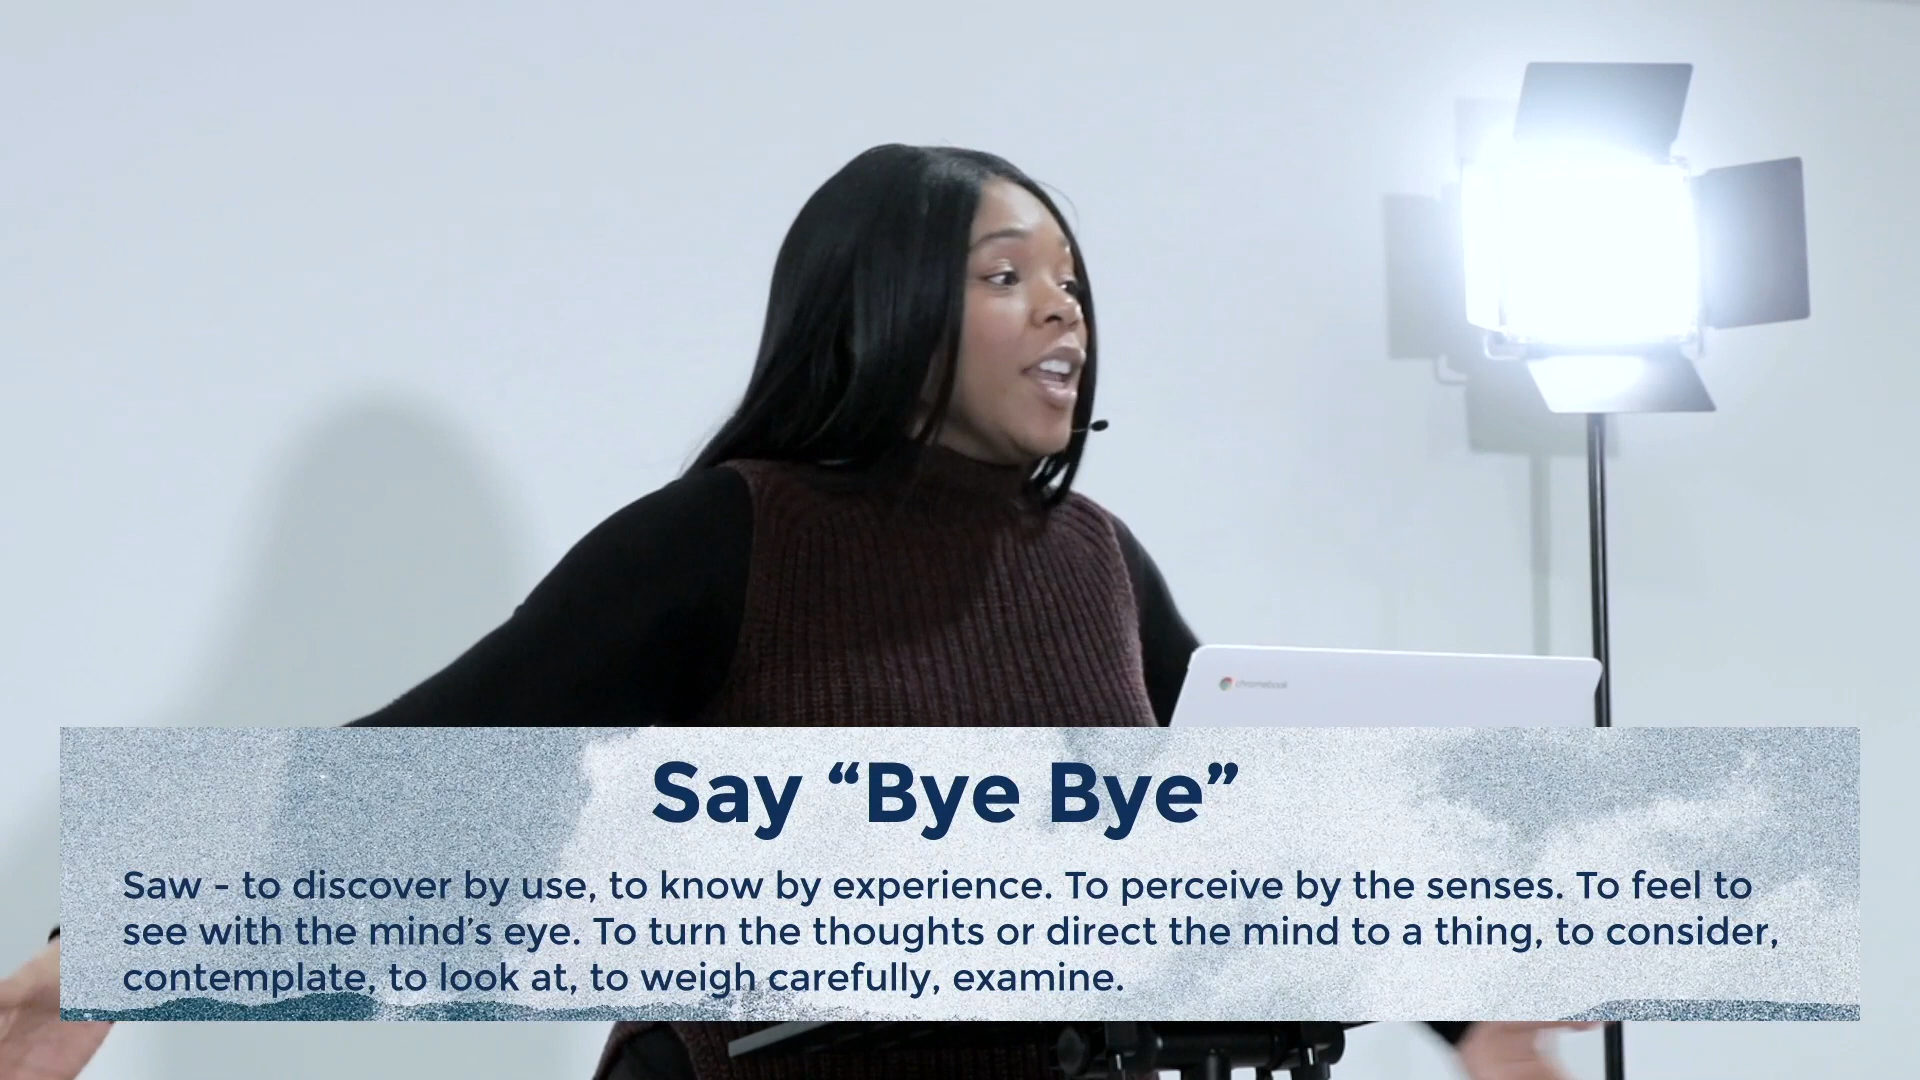 chromebook
Say “Bye Bye”
Saw - to discover by use, to know by experience. To perceive by the senses. To feel to
see with the mind’s eye. To turn the thoughts or direct the mind to a thing, to consider,
contemplate, to look at, to weigh carefully, examine.